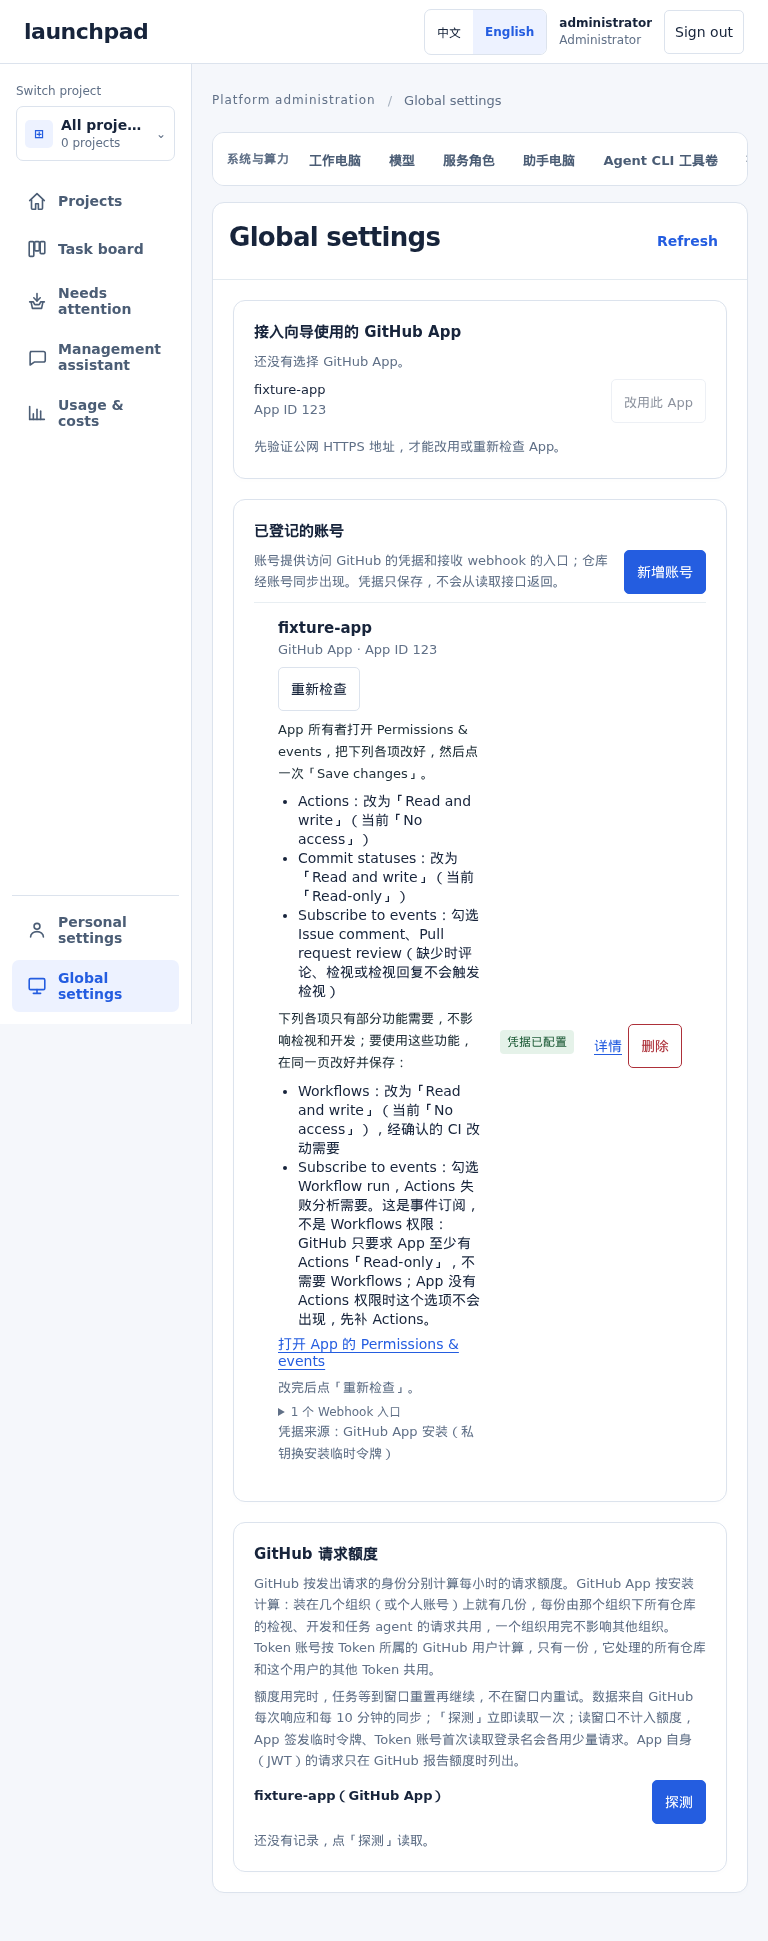 launchpad
中文
English
administrator
Administrator
Sign out
Switch project
All proje…
0 projects
Projects
Task board
Needs
attention
Management
assistant
Usage &
costs
Personal
settings
Global
settings
Platform administration / Global settings
系统与算力
工作电脑
模型
服务角色
助手电脑
Agent CLI 工具卷
Global settings
Refresh
接入向导使用的 GitHub App
还没有选择 GitHub App。
fixture-app
App ID 123
改用此 App
先验证公网 HTTPS 地址，才能改用或重新检查 App。
已登记的账号
账号提供访问 GitHub 的凭据和接收 webhook 的入口；仓库
经账号同步出现。凭据只保存，不会从读取接口返回。
新增账号
fixture-app
GitHub App · App ID 123
重新检查
App 所有者打开 Permissions &
events，把下列各项改好，然后点
一次「Save changes」。
Actions：改为「Read and
write」（当前「No
access」）
Commit statuses：改为
「Read and write」（当前
「Read-only」）
Subscribe to events：勾选
Issue comment、Pull
request review（缺少时评
论、检视或检视回复不会触发
检视）
下列各项只有部分功能需要，不影
响检视和开发；要使用这些功能，
在同一页改好并保存：
Workflows：改为「Read
and write」（当前「No
access」），经确认的 CI 改
动需要
Subscribe to events：勾选
Workflow run，Actions 失
败分析需要。这是事件订阅，
不是 Workflows 权限：
GitHub 只要求 App 至少有
Actions「Read-only」，不
需要 Workflows；App 没有
Actions 权限时这个选项不会
出现，先补 Actions。
打开 App 的 Permissions &
events
改完后点「重新检查」。
1 个 Webhook 入口
凭据来源：GitHub App 安装（私
钥换安装临时令牌）
凭据已配置
详情
删除
GitHub 请求额度
GitHub 按发出请求的身份分别计算每小时的请求额度。GitHub App 按安装
计算：装在几个组织（或个人账号）上就有几份，每份由那个组织下所有仓库
的检视、开发和任务 agent 的请求共用，一个组织用完不影响其他组织。
Token 账号按 Token 所属的 GitHub 用户计算，只有一份，它处理的所有仓库
和这个用户的其他 Token 共用。
额度用完时，任务等到窗口重置再继续，不在窗口内重试。数据来自 GitHub
每次响应和每 10 分钟的同步；「探测」立即读取一次；读窗口不计入额度，
App 签发临时令牌、Token 账号首次读取登录名会各用少量请求。App 自身
（JWT）的请求只在 GitHub 报告额度时列出。
fixture-app（GitHub App）
探测
还没有记录，点「探测」读取。